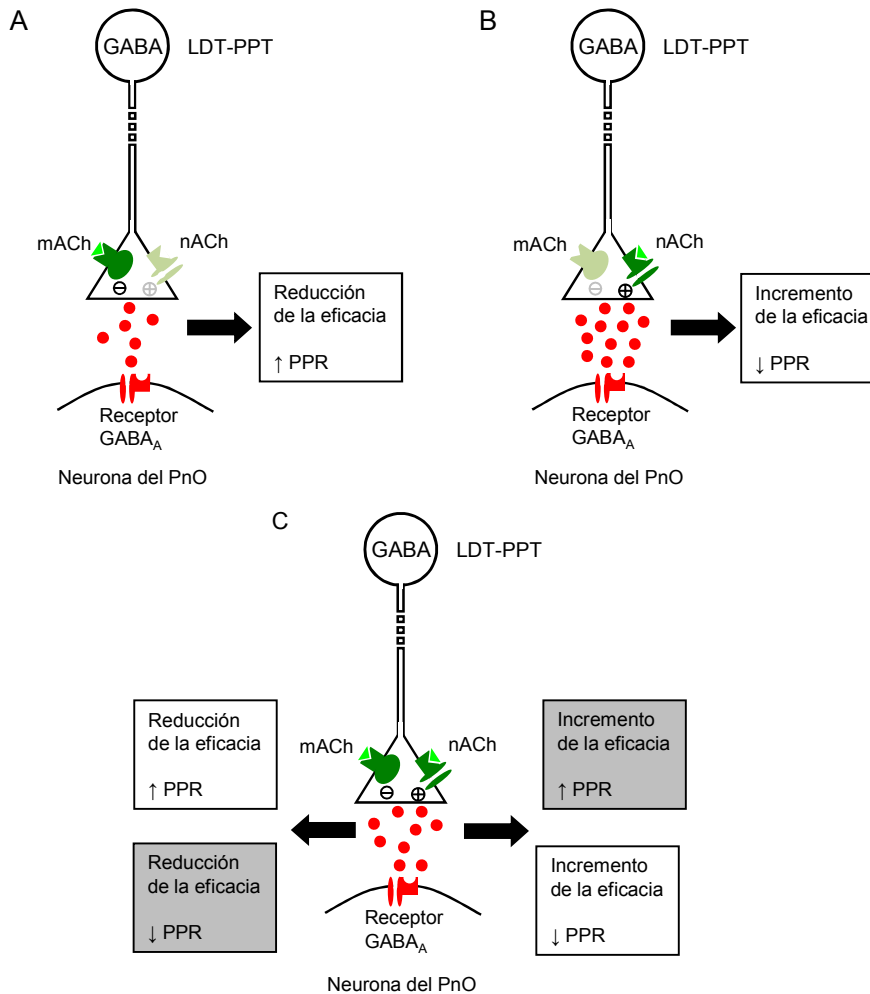 A
GABA
LDT-PPT
mACh
nACh
⊖
⊕
Reducción
de la eficacia
↑ PPR
Receptor
GABA_A
Neurona del PnO
B
GABA
LDT-PPT
mACh
nACh
⊖
⊕
Incremento
de la eficacia
↓ PPR
Receptor
GABA_A
Neurona del PnO
C
GABA
LDT-PPT
Reducción
de la eficacia
↑ PPR
mACh
nACh
⊖
⊕
Incremento
de la eficacia
↑ PPR
Reducción
de la eficacia
↓ PPR
Incremento
de la eficacia
↓ PPR
Receptor
GABA_A
Neurona del PnO